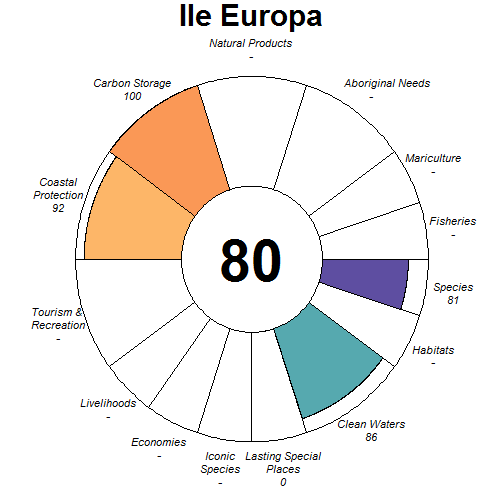 Ile Europa
Natural Products
-
Carbon Storage
100
Aboriginal Needs
-
Mariculture
-
Coastal
Protection
92
Fisheries
-
80
Species
81
Tourism &
Recreation
-
Habitats
-
Livelihoods
-
Clean Waters
86
Economies
-
Iconic
Species
-
Lasting Special
Places
0